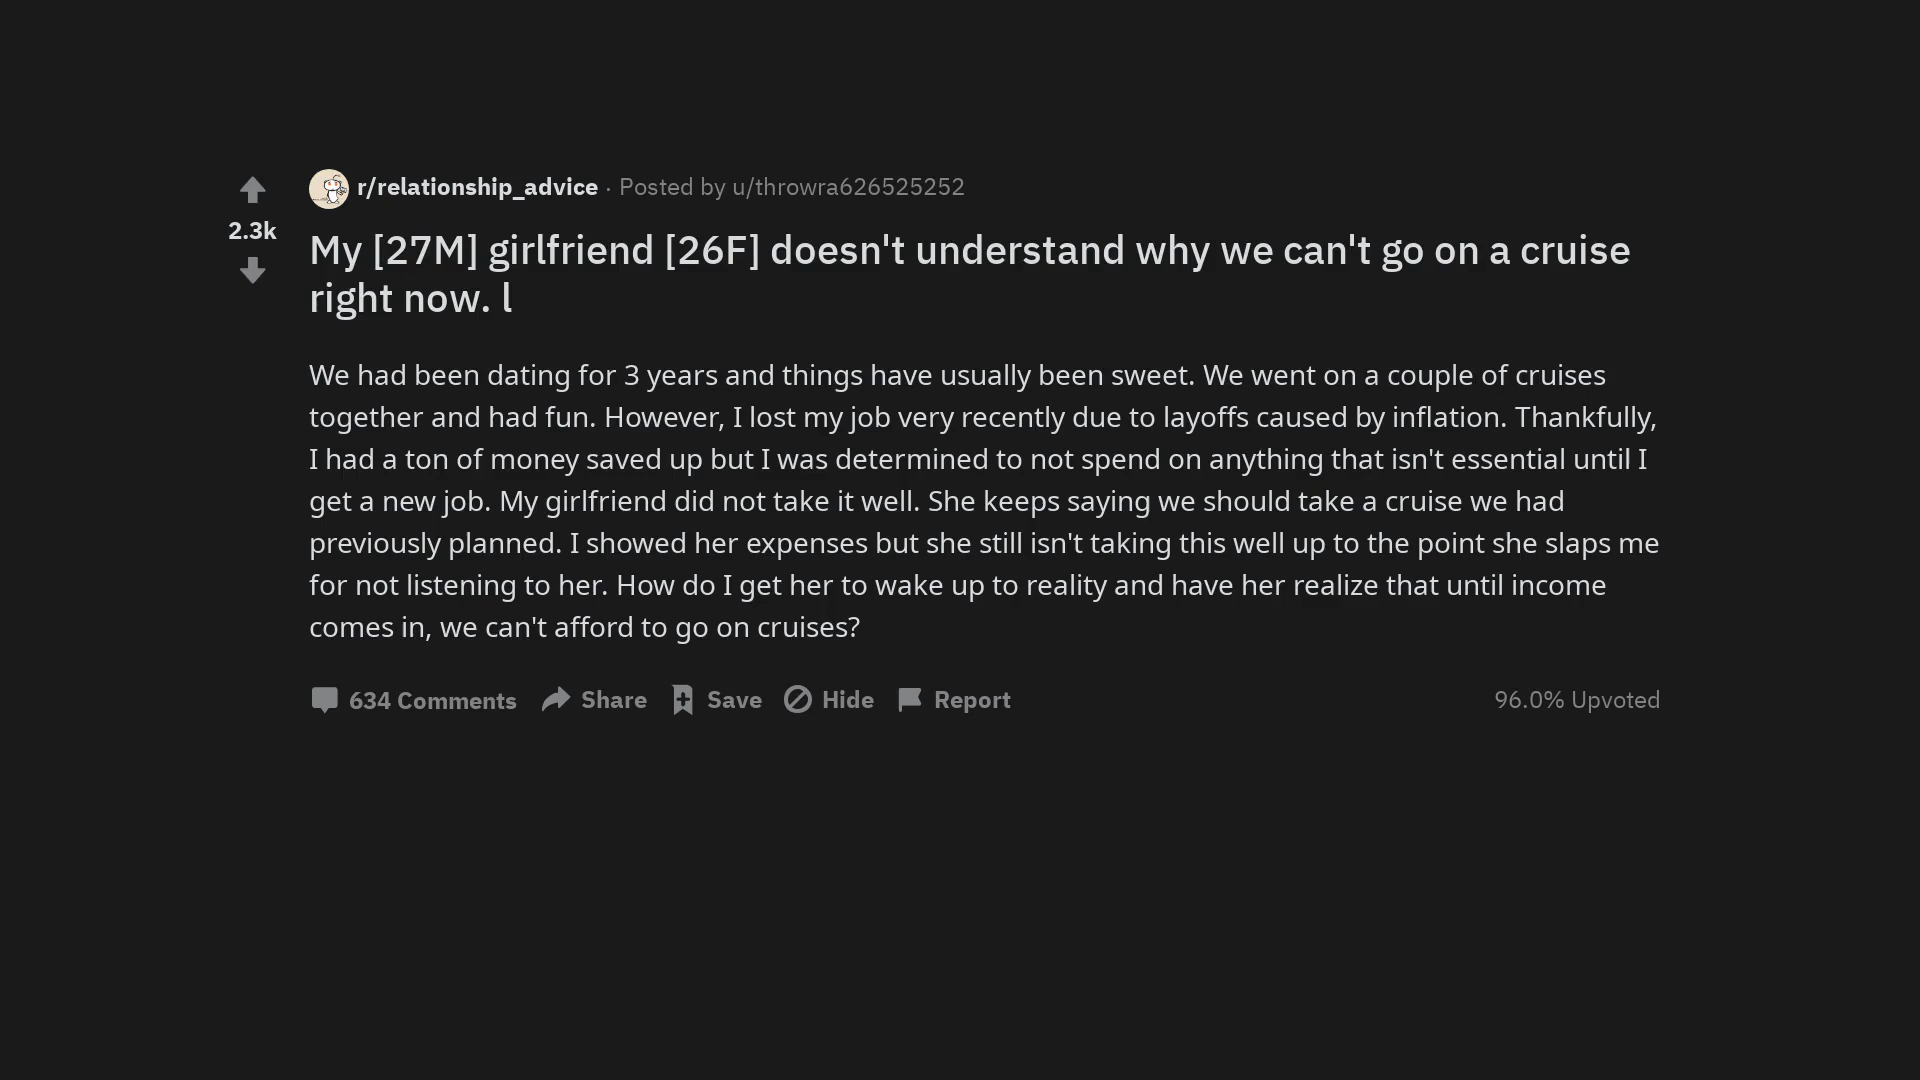 r/relationship_advice · Posted by u/throwra626525252
2.3k
My [27M] girlfriend [26F] doesn't understand why we can't go on a cruise
right now. l
We had been dating for 3 years and things have usually been sweet. We went on a couple of cruises
together and had fun. However, I lost my job very recently due to layoffs caused by inflation. Thankfully,
I had a ton of money saved up but I was determined to not spend on anything that isn't essential until I
get a new job. My girlfriend did not take it well. She keeps saying we should take a cruise we had
previously planned. I showed her expenses but she still isn't taking this well up to the point she slaps me
for not listening to her. How do I get her to wake up to reality and have her realize that until income
comes in, we can't afford to go on cruises?
634 Comments Share Save Hide Report 96.0% Upvoted